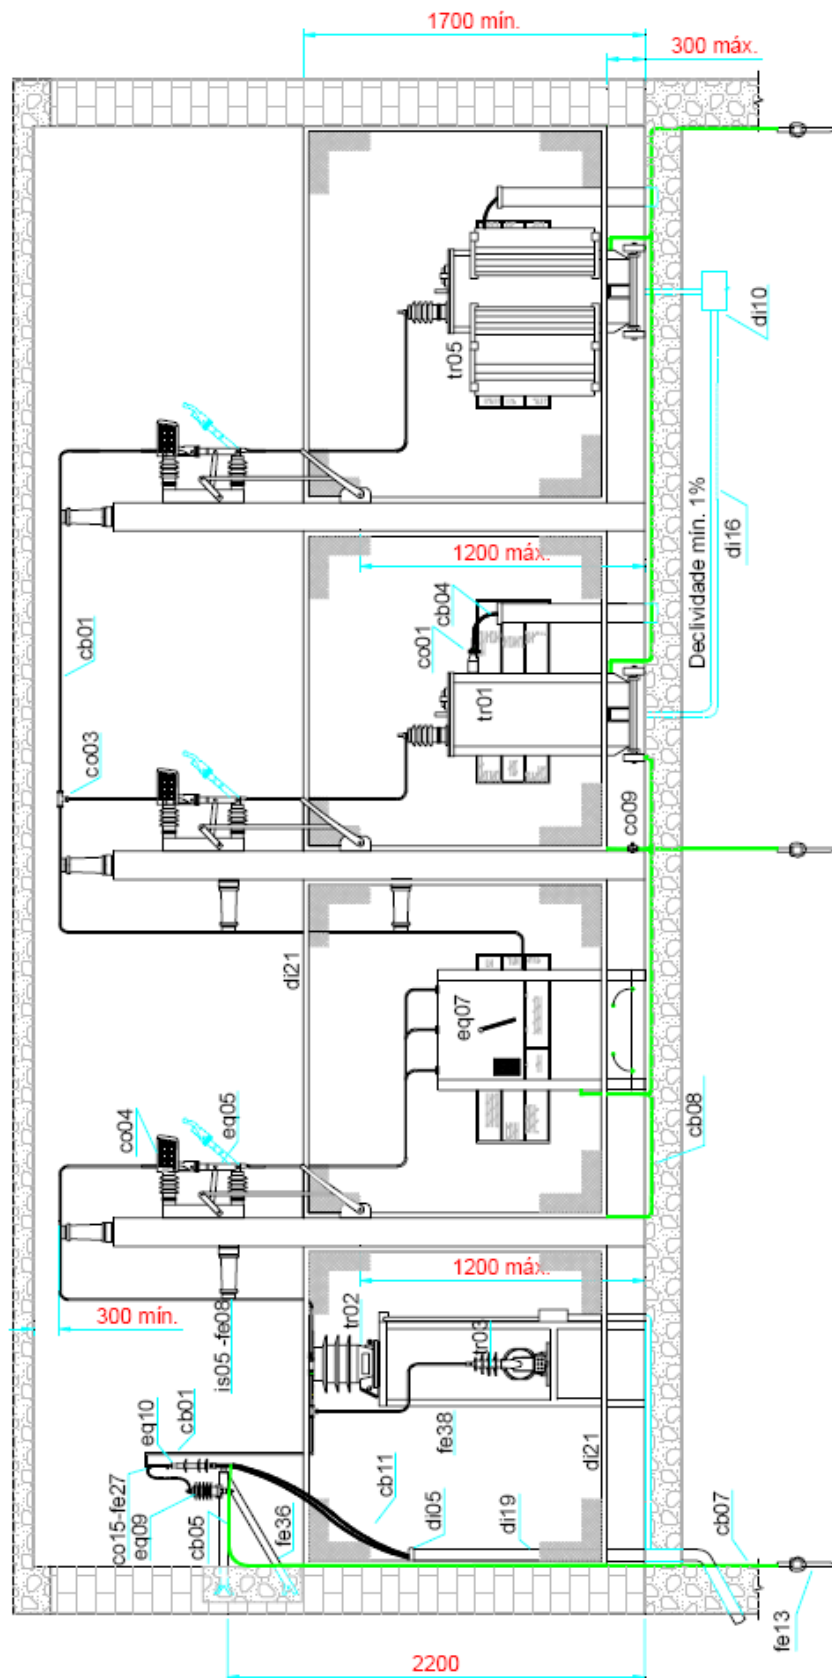 1700 mín.
300 máx.
tr05
di10
1200 máx.
cb04
co01
Declividade mín. 1%
di16
cb01
tr01
co03
co09
di21
eq07
co04
eq05
cb08
1200 máx.
300 mín.
is05 -fe08
tr02
tr03
cb01
eq10
fe38
co15-fe27
eq09
cb05
cb11
di21
fe36
di05
di19
cb07
fe13
2200